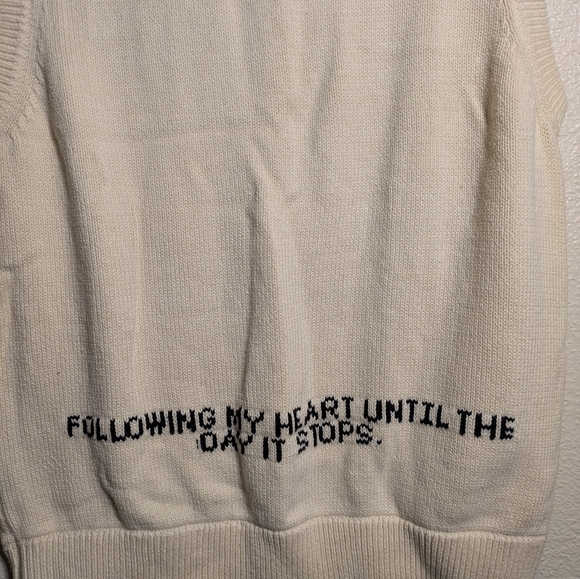 FOLLOWING MY HEART UNTIL THE
DAY IT STOPS.